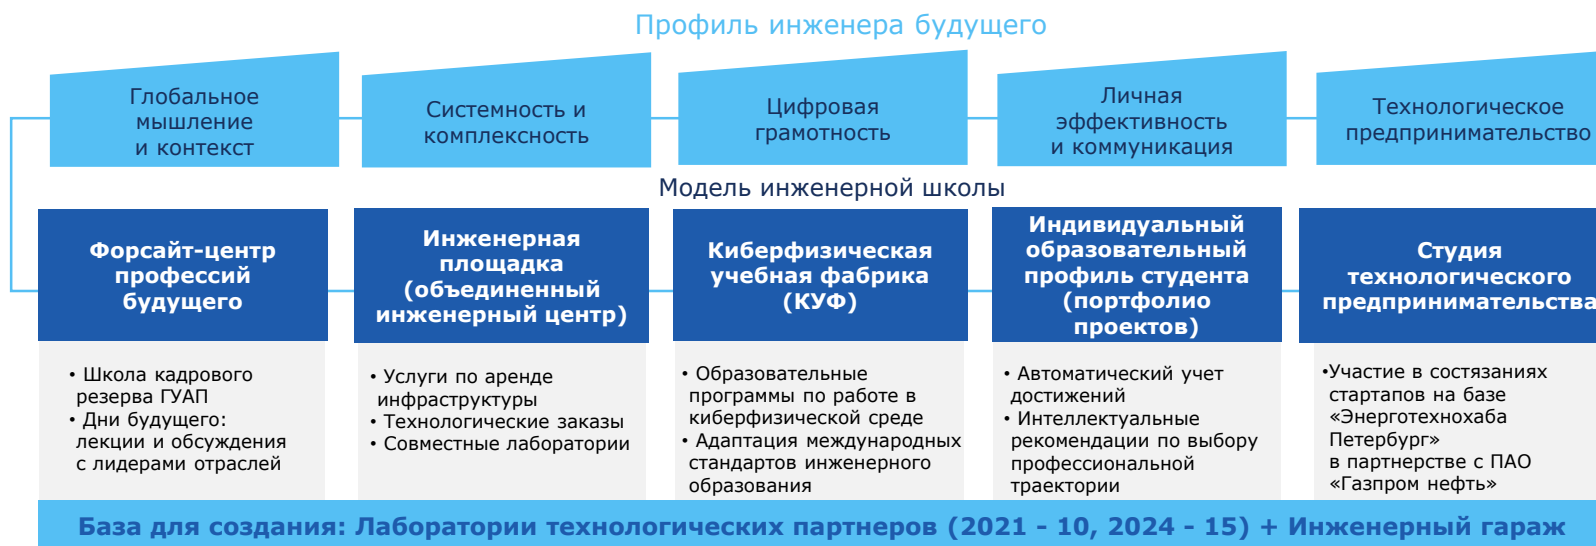 Профиль инженера будущего
Глобальное
мышление
и контекст
Системность и
комплексность
Цифровая
грамотность
Личная
эффективность
и коммуникация
Технологическое
предпринимательство
Модель инженерной школы
Форсайт-центр
профессий
будущего
Инженерная
площадка
(объединенный
инженерный центр)
Киберфизическая
учебная фабрика
(КУФ)
Индивидуальный
образовательный
профиль студента
(портфолио
проектов)
Студия
технологического
предпринимательства
• Школа кадрового
резерва ГУАП
• Дни будущего:
лекции и обсуждения
с лидерами отраслей
• Услуги по аренде
инфраструктуры
• Технологические заказы
• Совместные лаборатории
• Образовательные
программы по работе в
киберфизической среде
• Адаптация международных
стандартов инженерного
образования
• Автоматический учет
достижений
• Интеллектуальные
рекомендации по выбору
профессиональной
траектории
•Участие в состязаниях
стартапов на базе
«Энерготехнохаба
Петербург»
в партнерстве с ПАО
«Газпром нефть»
База для создания: Лаборатории технологических партнеров (2021 - 10, 2024 - 15) + Инженерный гараж